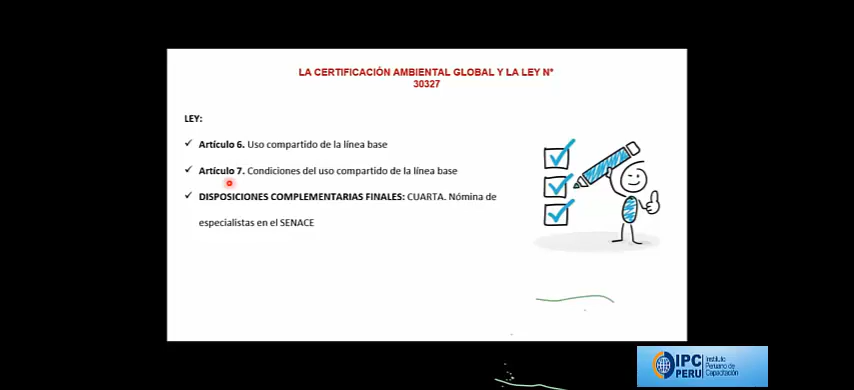 LA CERTIFICACIÓN AMBIENTAL GLOBAL Y LA LEY N°
30327
LEY:
✓ Artículo 6. Uso compartido de la línea base
✓ Artículo 7. Condiciones del uso compartido de la línea base
✓ DISPOSICIONES COMPLEMENTARIAS FINALES: CUARTA. Nómina de
especialistas en el SENACE
IPC
PERU
Instituto
Peruano de
Capacitación